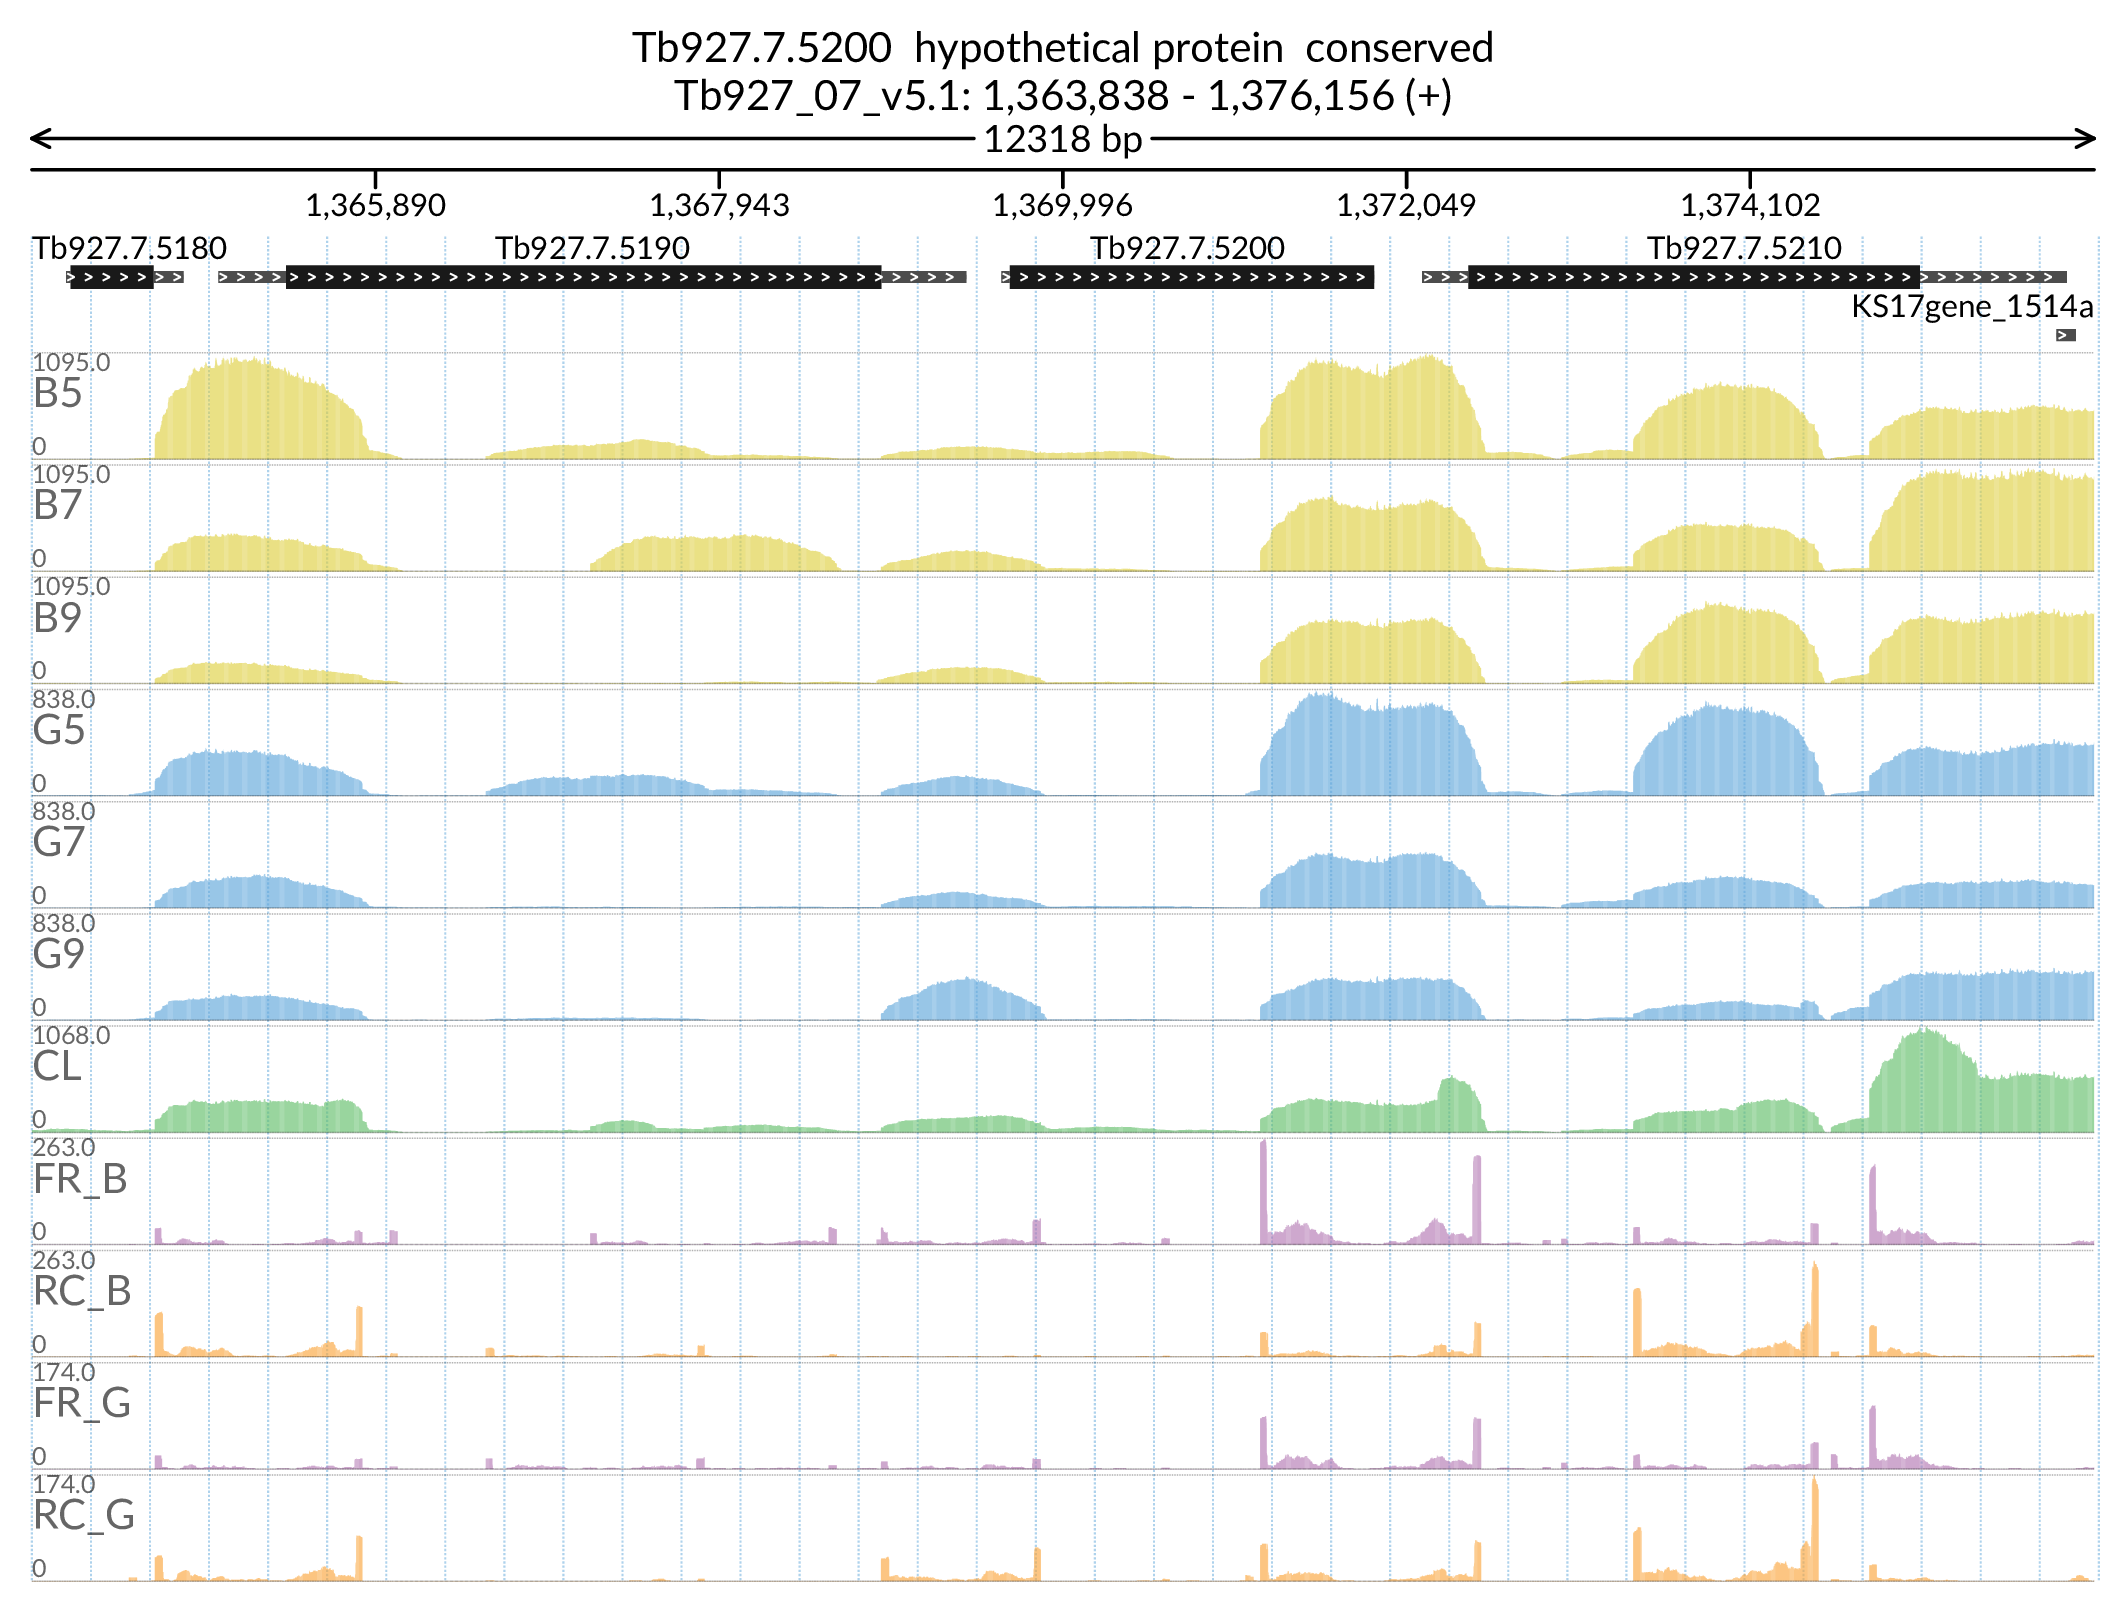 Tb927.7.5200 hypothetical protein conserved
Tb927_07_v5.1: 1,363,838 - 1,376,156 (+)
12318 bp
1,365,890 1,367,943 1,369,996 1,372,049 1,374,102
Tb927.7.5180 Tb927.7.5190 Tb927.7.5200 Tb927.7.5210
KS17gene_1514a
1095.0
B5
0
1095.0
B7
0
1095.0
B9
0
838.0
G5
0
838.0
G7
0
838.0
G9
0
1068.0
CL
0
263.0
FR_B
0
263.0
RC_B
0
174.0
FR_G
0
174.0
RC_G
0